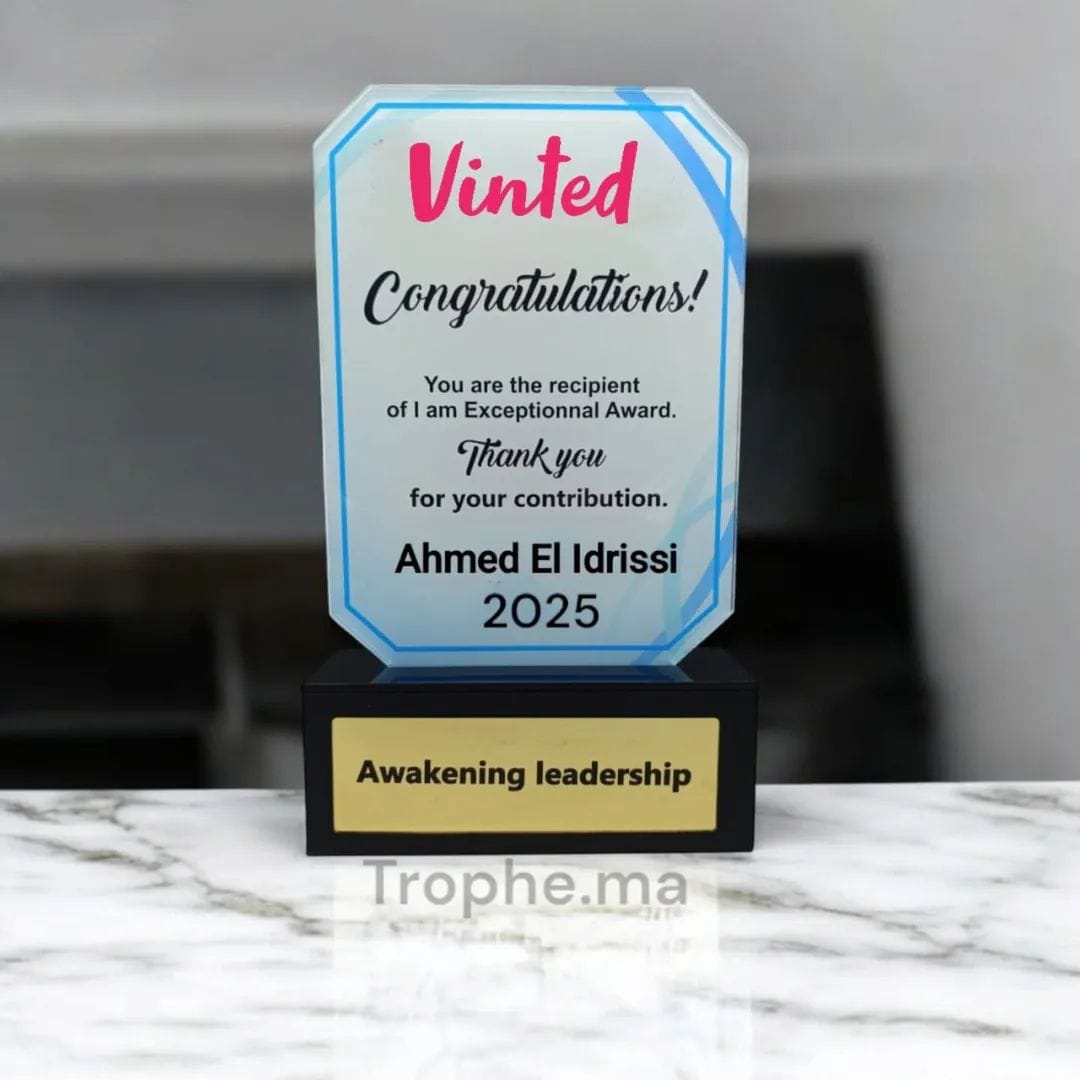 Vinted
Congratulations!
You are the recipient
of I am Exceptionnal Award.
Thank you
for your contribution.
Ahmed El Idrissi
2025
Awakening leadership
Trophe.ma